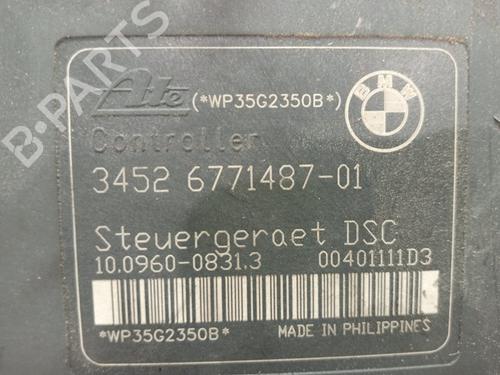 B-PARTS
Ate (*WP35G2350B*) BMW
Controller
3452 6771487-01
Steuergeraet DSC
10.0960-0831.3 00401111D3
*WP35G2350B* MADE IN PHILIPPINES